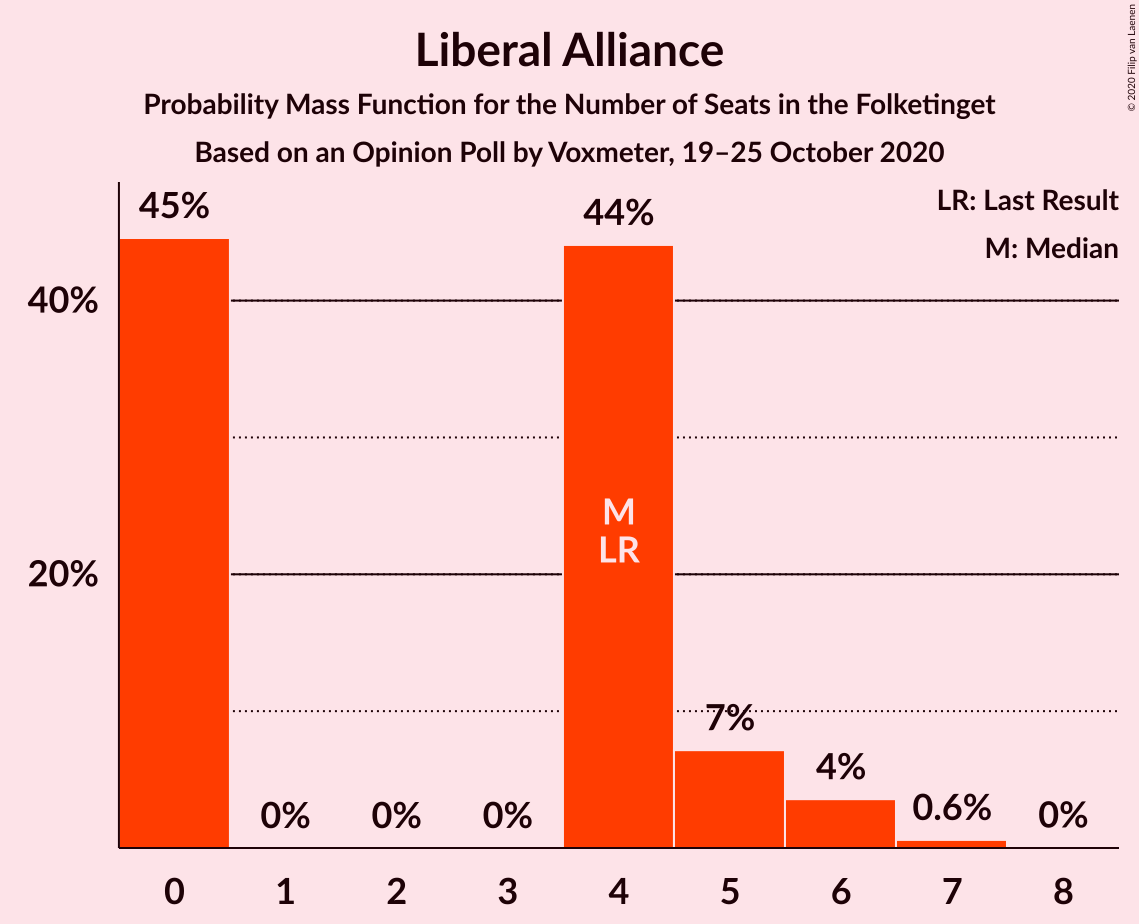 Liberal Alliance
Probability Mass Function for the Number of Seats in the Folketinget
Based on an Opinion Poll by Voxmeter, 19–25 October 2020
© 2020 Filip van Laenen
LR: Last Result
M: Median
45%
44%
40%
M
LR
20%
7%
4%
0%
0%
0%
0.6%
0%
0
1
2
3
4
5
6
7
8